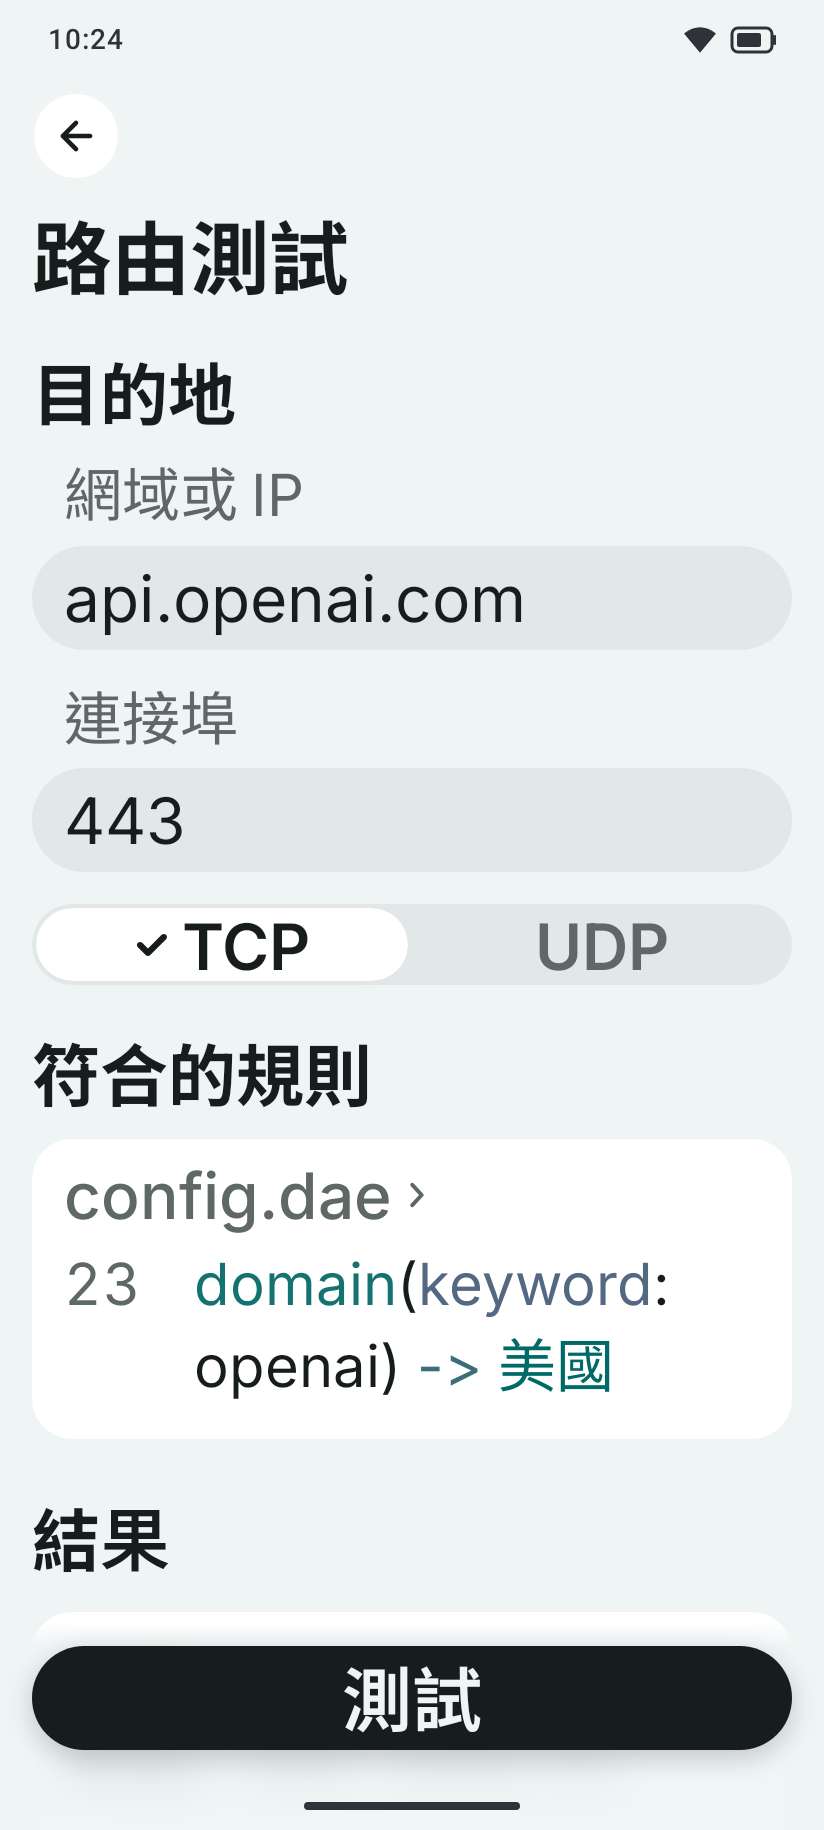 10:24
路由測試
目的地
網域或 IP
api.openai.com
連接埠
443
TCP
UDP
符合的規則
config.dae
23 domain(keyword:
openai) -> 美國
結果
測試